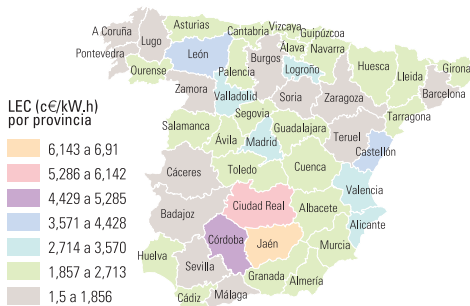 Asturias
Cantabria
Vizcaya
Guipúzcoa
A Coruña
Lugo
Álava
Navarra
Pontevedra
León
Burgos
Huesca
Girona
Ourense
Palencia
Logroño
Lleida
Barcelona
Zamora
Valladolid
Soria
Zaragoza
Tarragona
LEC (c€/kW.h)
por provincia
Segovia
Salamanca
Ávila
Madrid
Guadalajara
Teruel
Castellón
6,143 a 6,91
5,286 a 6,142
4,429 a 5,285
3,571 a 4,428
2,714 a 3,570
1,857 a 2,713
1,5 a 1,856
Cáceres
Toledo
Cuenca
Valencia
Badajoz
Ciudad Real
Albacete
Alicante
Córdoba
Jaén
Murcia
Huelva
Sevilla
Granada
Almería
Cádiz
Málaga